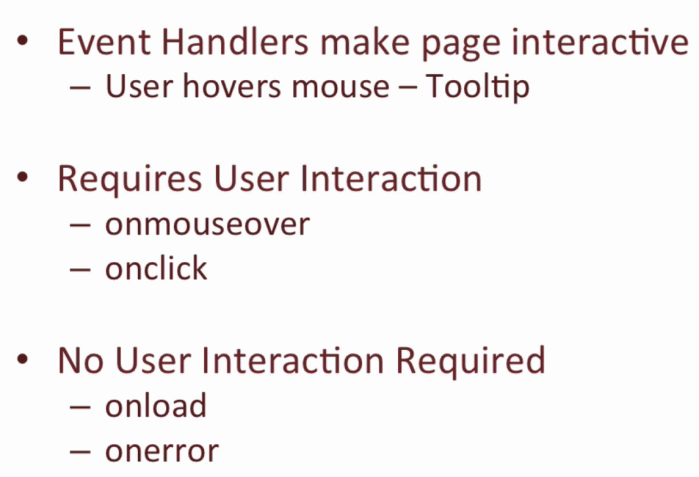 • Event Handlers make page interactive
– User hovers mouse – Tooltip
• Requires User Interaction
– onmouseover
– onclick
• No User Interaction Required
– onload
– onerror